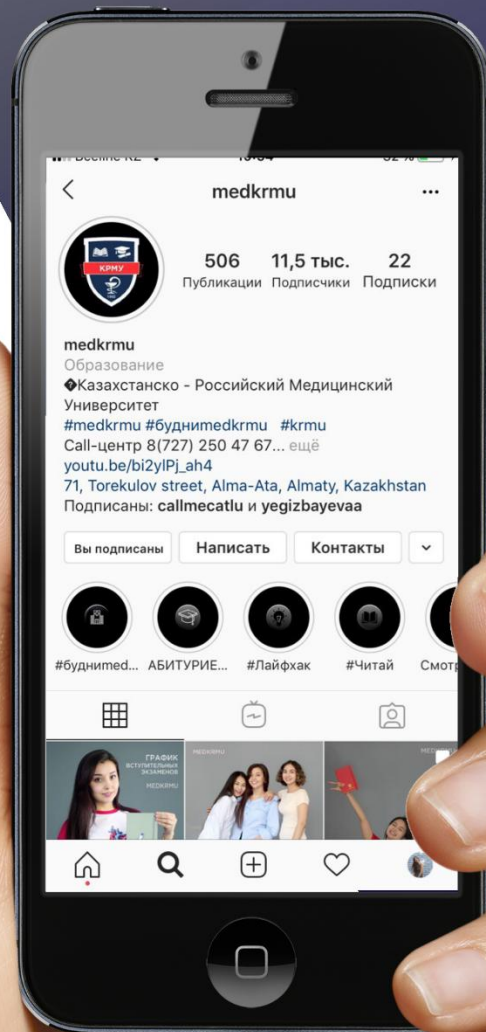 medkrmu
КРМУ
506 11,5 тыс. 22
Публикации Подписчики Подписки
medkrmu
Образование
Казахстанско - Российский Медицинский
Университет
#medkrmu #будниmedkrmu #krmu
Call-центр 8(727) 250 47 67... ещё
youtu.be/bi2ylPj_ah4
71, Torekulov street, Alma-Ata, Almaty, Kazakhstan
Подписаны: callmecatlu и yegizbayevaa
Вы подписаны Написать Контакты
#будниmed... АБИТУРИЕ... #Лайфхак #Читай Смотр
ГРАФИК
ВСТУПИТЕЛЬНЫХ
ЭКЗАМЕНОВ
MEDKRMU
MEDKRMU